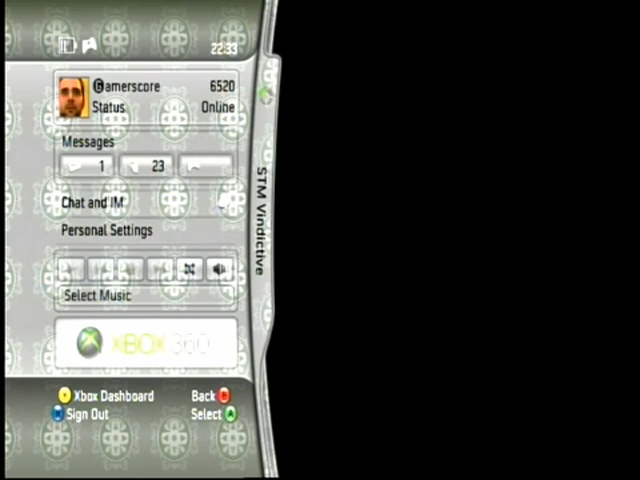 22:33
Gamerscore 6520
Status Online
Messages
1 23
Chat and IM
Personal Settings
Select Music
XBOX 360
Xbox Dashboard Back B
Sign Out Select A
STM Vindictive